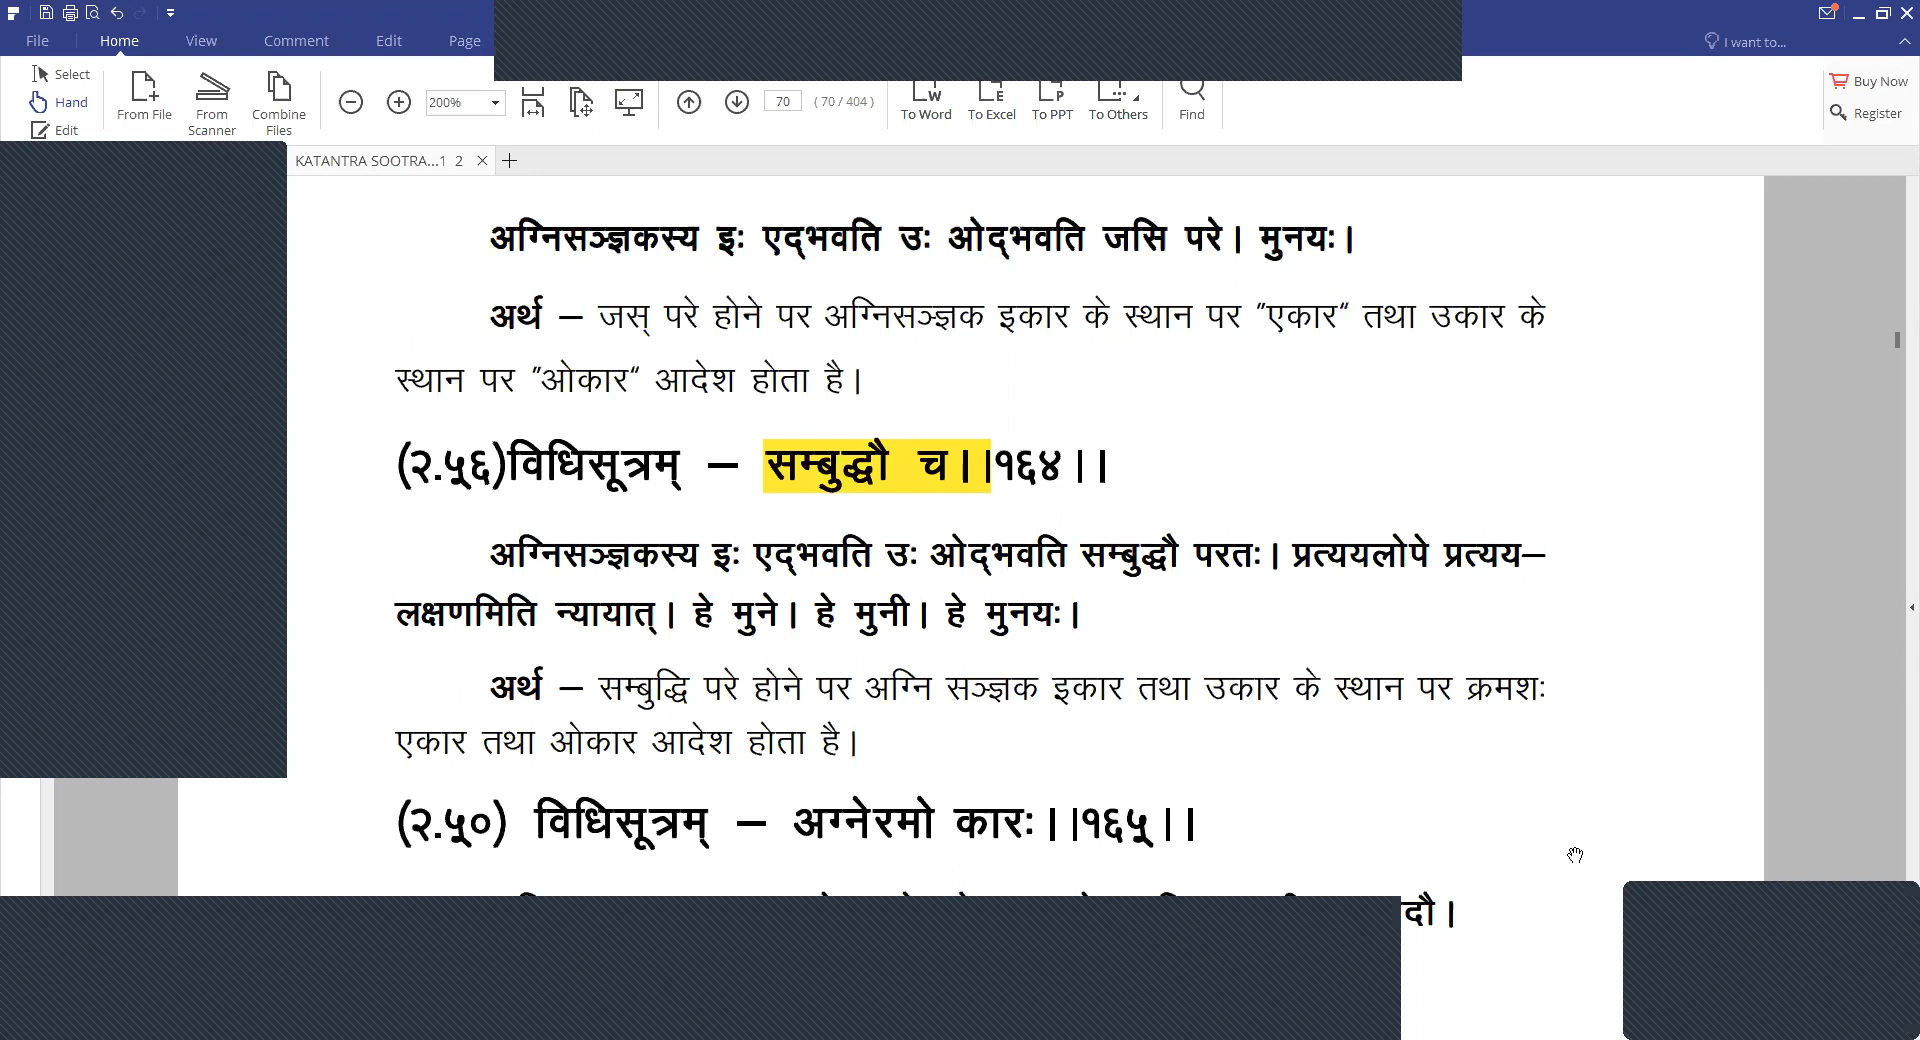 File Home View Comment Edit Page I want to...
Select Hand Edit
From File From Scanner Combine Files
200% 70 (70 / 404)
To Word To Excel To PPT To Others Find
Buy Now
Register
KATANTRA SOOTRA...1 2
अग्निसञ्ज्ञकस्य इः एद्भवति उः ओद्भवति जसि परे। मुनयः।
अर्थ – जस् परे होने पर अग्निसञ्ज्ञक इकार के स्थान पर "एकार" तथा उकार के
स्थान पर "ओकार" आदेश होता है।
(२.५६)विधिसूत्रम् – सम्बुद्धौ च।।१६४।।
अग्निसञ्ज्ञकस्य इः एद्भवति उः ओद्भवति सम्बुद्धौ परतः। प्रत्ययलोपे प्रत्यय–
लक्षणमिति न्यायात्। हे मुने। हे मुनी। हे मुनयः।
अर्थ – सम्बुद्धि परे होने पर अग्नि सञ्ज्ञक इकार तथा उकार के स्थान पर क्रमशः
एकार तथा ओकार आदेश होता है।
(२.५०) विधिसूत्रम् – अग्नेरमो कारः।।१६५।।